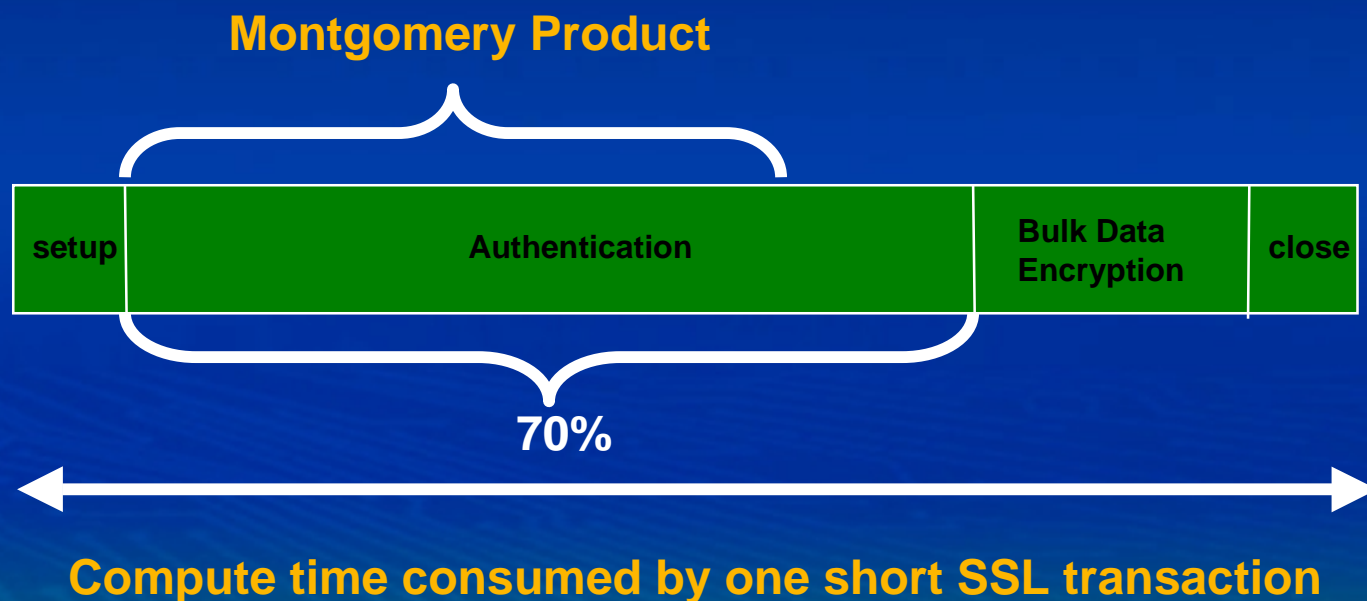 Montgomery Product
setup
Authentication
Bulk Data
Encryption
close
70%
Compute time consumed by one short SSL transaction